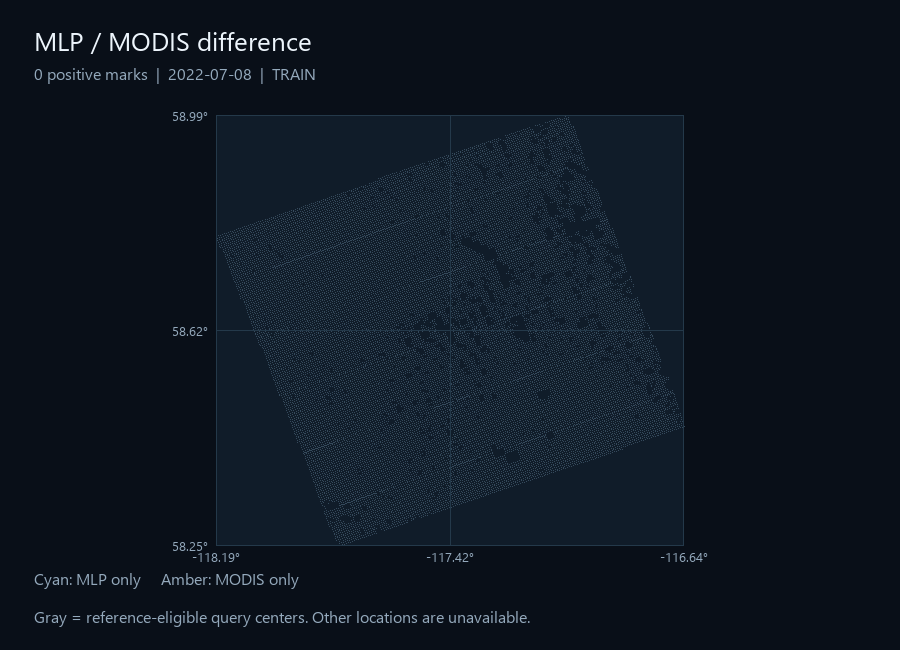 MLP / MODIS difference
0 positive marks | 2022-07-08 | TRAIN
58.99°
58.62°
58.25°
-118.19° -117.42° -116.64°
Cyan: MLP only Amber: MODIS only
Gray = reference-eligible query centers. Other locations are unavailable.